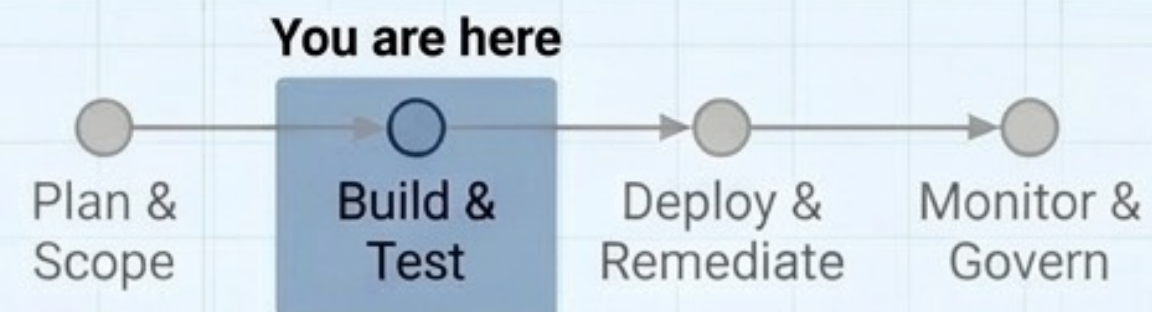 You are here
Plan &
Scope
Build &
Test
Deploy &
Remediate
Monitor &
Govern